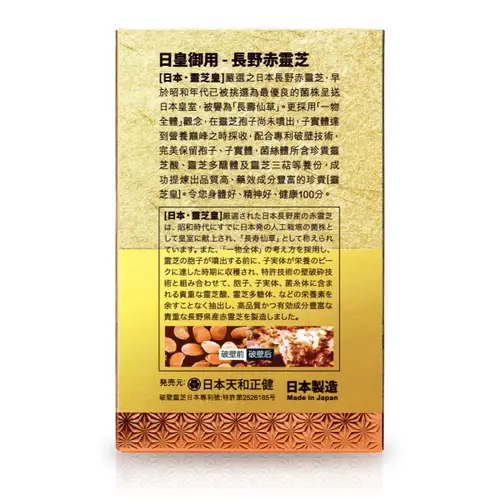 日皇御用 - 長野赤靈芝
[日本・靈芝皇]嚴選之日本長野赤靈芝，早
於昭和年代已被挑選為最優良的菌株呈送
日本皇室，被譽為「長壽仙草」。更採用「一物
全體」觀念，在靈芝孢子尚未噴出，子實體達
到營養巔峰之時採收，配合專利破壁技術，
完美保留孢子、子實體、菌絲體所含珍貴靈芝
酸、靈芝多醣體及靈芝三萜等養份，成
功提煉出品質高、藥效成分豐富的珍貴[靈
芝皇]。令您身體好、精神好、健康100分。
[日本・靈芝皇]厳選された日本長野産の赤霊芝
は、昭和時代にすでに日本発の人工栽培の菌株と
して皇室に献上され、「長寿仙草」として称えられ
ています。また、「一物全体」の考え方を採用し、
霊芝の胞子が噴出する前に、子実体が栄養のピーク
に達した時期に収穫され、特許技術の壁破砕技
術と組み合わせて、胞子、子実体、菌糸体に含ま
れる貴重な霊芝酸、霊芝多糖体、などの栄養素を
余すことなく抽出し、高品質かつ有効成分豊富な
貴重な長野県産赤霊芝を製造しました。
破壁前 破壁后
発売元: 日本天和正健
破壁靈芝日本專利號:特許第2526185号
日本製造
Made in Japan